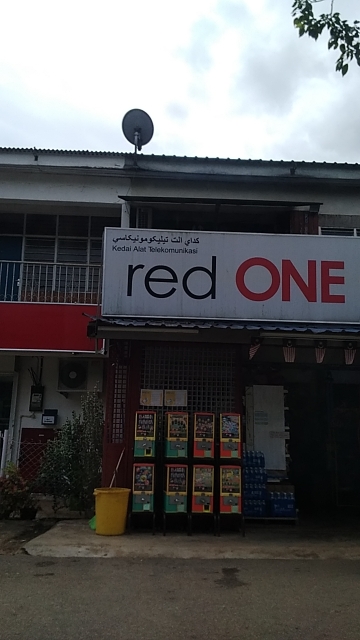 كداي الت تيليكومونيكاسي
Kedai Alat Telekomunikasi
red ONE